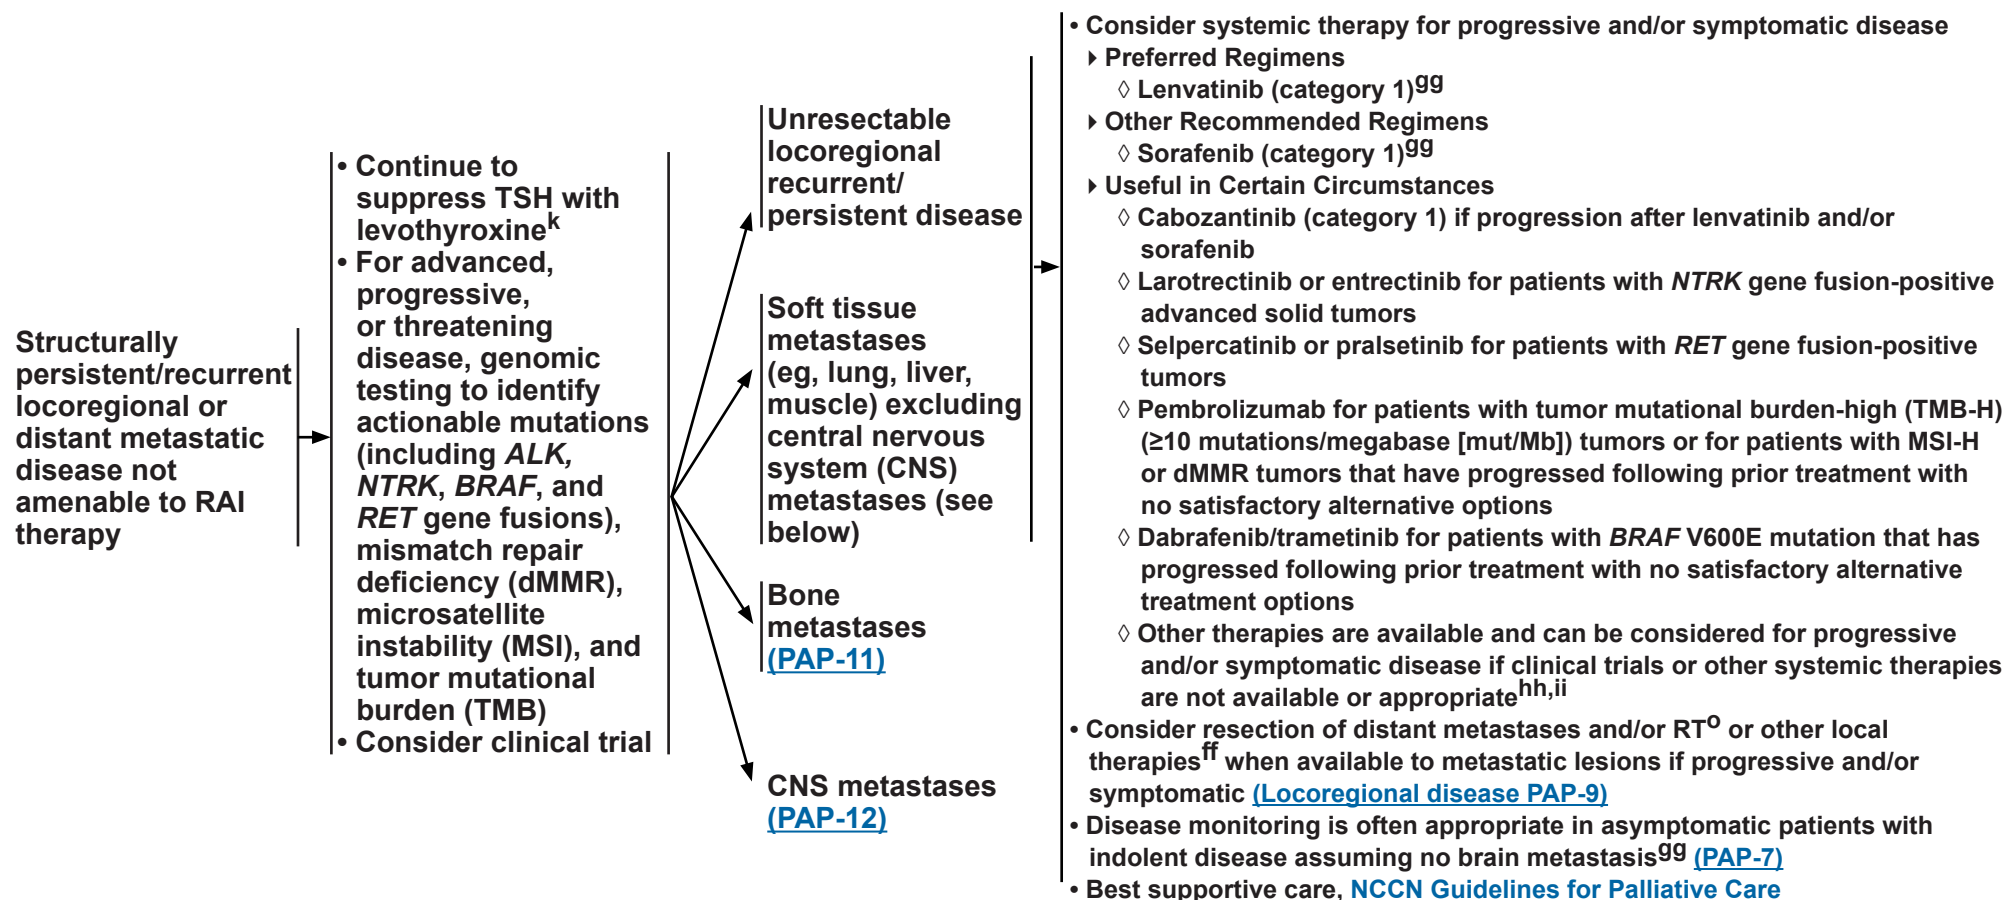 Structurally
persistent/recurrent
locoregional or
distant metastatic
disease not
amenable to RAI
therapy
• Continue to
suppress TSH with
levothyroxinek
• For advanced,
progressive,
or threatening
disease, genomic
testing to identify
actionable mutations
(including ALK,
NTRK, BRAF, and
RET gene fusions),
mismatch repair
deficiency (dMMR),
microsatellite
instability (MSI), and
tumor mutational
burden (TMB)
• Consider clinical trial
Unresectable
locoregional
recurrent/
persistent disease
Soft tissue
metastases
(eg, lung, liver,
muscle) excluding
central nervous
system (CNS)
metastases (see
below)
Bone
metastases
(PAP-11)
CNS metastases
(PAP-12)
• Consider systemic therapy for progressive and/or symptomatic disease
Preferred Regimens
◊ Lenvatinib (category 1)gg
Other Recommended Regimens
◊ Sorafenib (category 1)gg
Useful in Certain Circumstances
◊ Cabozantinib (category 1) if progression after lenvatinib and/or
sorafenib
◊ Larotrectinib or entrectinib for patients with NTRK gene fusion-positive
advanced solid tumors
◊ Selpercatinib or pralsetinib for patients with RET gene fusion-positive
tumors
◊ Pembrolizumab for patients with tumor mutational burden-high (TMB-H)
(≥10 mutations/megabase [mut/Mb]) tumors or for patients with MSI-H
or dMMR tumors that have progressed following prior treatment with
no satisfactory alternative options
◊ Dabrafenib/trametinib for patients with BRAF V600E mutation that has
progressed following prior treatment with no satisfactory alternative
treatment options
◊ Other therapies are available and can be considered for progressive
and/or symptomatic disease if clinical trials or other systemic therapies
are not available or appropriatehh,ii
• Consider resection of distant metastases and/or RTo or other local
therapiesff when available to metastatic lesions if progressive and/or
symptomatic (Locoregional disease PAP-9)
• Disease monitoring is often appropriate in asymptomatic patients with
indolent disease assuming no brain metastasisgg (PAP-7)
• Best supportive care, NCCN Guidelines for Palliative Care